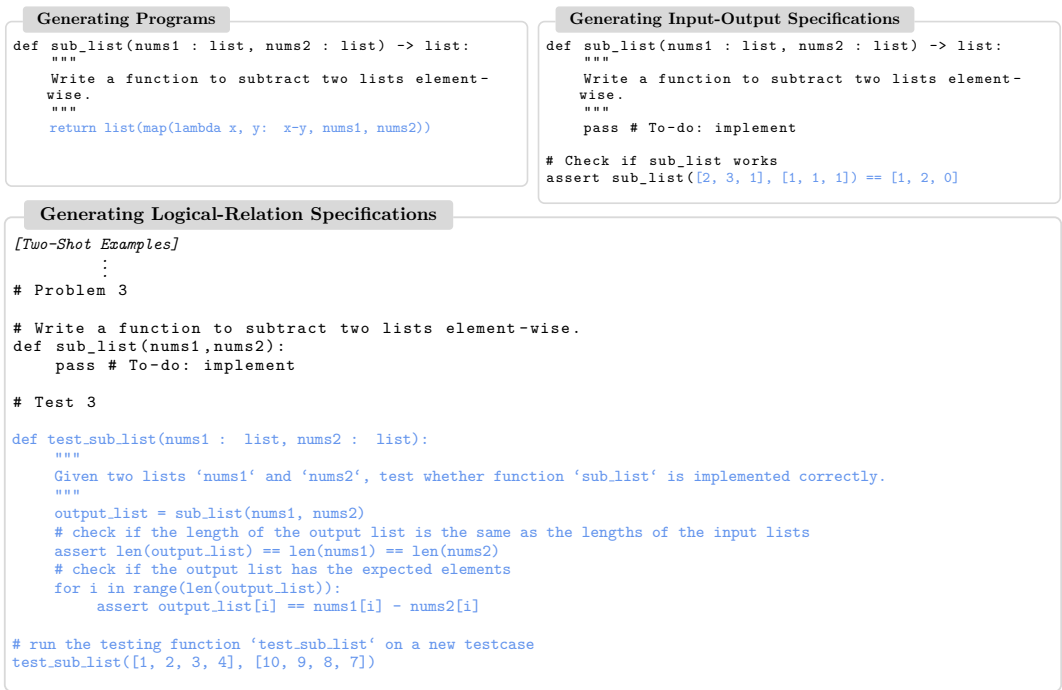 Generating Programs
def sub_list(nums1 : list, nums2 : list) -> list:
"""
Write a function to subtract two lists element-
wise.
"""
return list(map(lambda x, y: x-y, nums1, nums2))
Generating Input-Output Specifications
def sub_list(nums1 : list, nums2 : list) -> list:
"""
Write a function to subtract two lists element-
wise.
"""
pass # To-do: implement
# Check if sub_list works
assert sub_list([2, 3, 1], [1, 1, 1]) == [1, 2, 0]
Generating Logical-Relation Specifications
[Two-Shot Examples]
⋮
# Problem 3
# Write a function to subtract two lists element-wise.
def sub_list(nums1,nums2):
pass # To-do: implement
# Test 3
def test_sub_list(nums1 : list, nums2 : list):
"""
Given two lists ‘nums1‘ and ‘nums2‘, test whether function ‘sub_list‘ is implemented correctly.
"""
output_list = sub_list(nums1, nums2)
# check if the length of the output list is the same as the lengths of the input lists
assert len(output_list) == len(nums1) == len(nums2)
# check if the output list has the expected elements
for i in range(len(output_list)):
assert output_list[i] == nums1[i] - nums2[i]
# run the testing function ‘test_sub_list‘ on a new testcase
test_sub_list([1, 2, 3, 4], [10, 9, 8, 7])